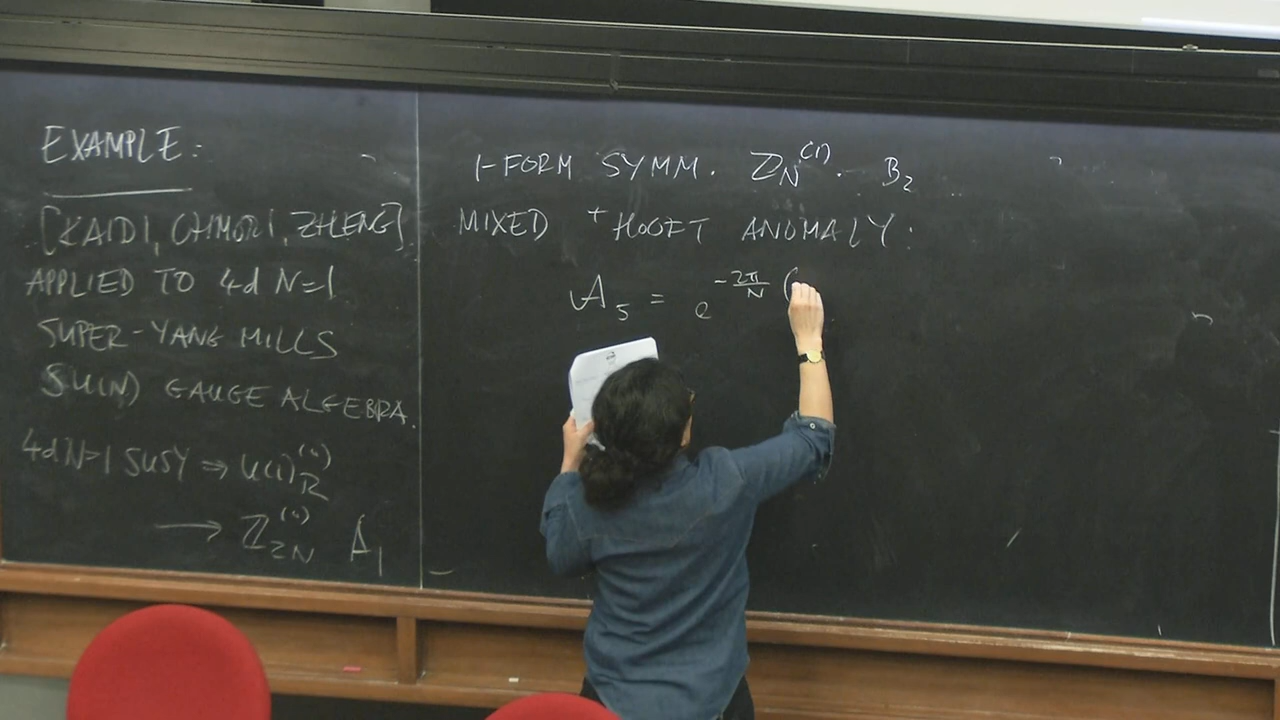 EXAMPLE:
[KAIDI, OHMORI, ZHENG]
APPLIED TO 4d N=1
SUPER-YANG MILLS
SU(N) GAUGE ALGEBRA.
4d N=1 SUSY ⇒ U(1)_R^(0)
→ ℤ_2N^(0) A_1
1-FORM SYMM. ℤ_N^(1). B_2
MIXED 't HOOFT ANOMALY:
A_5 = e^(-2π/N) ∫